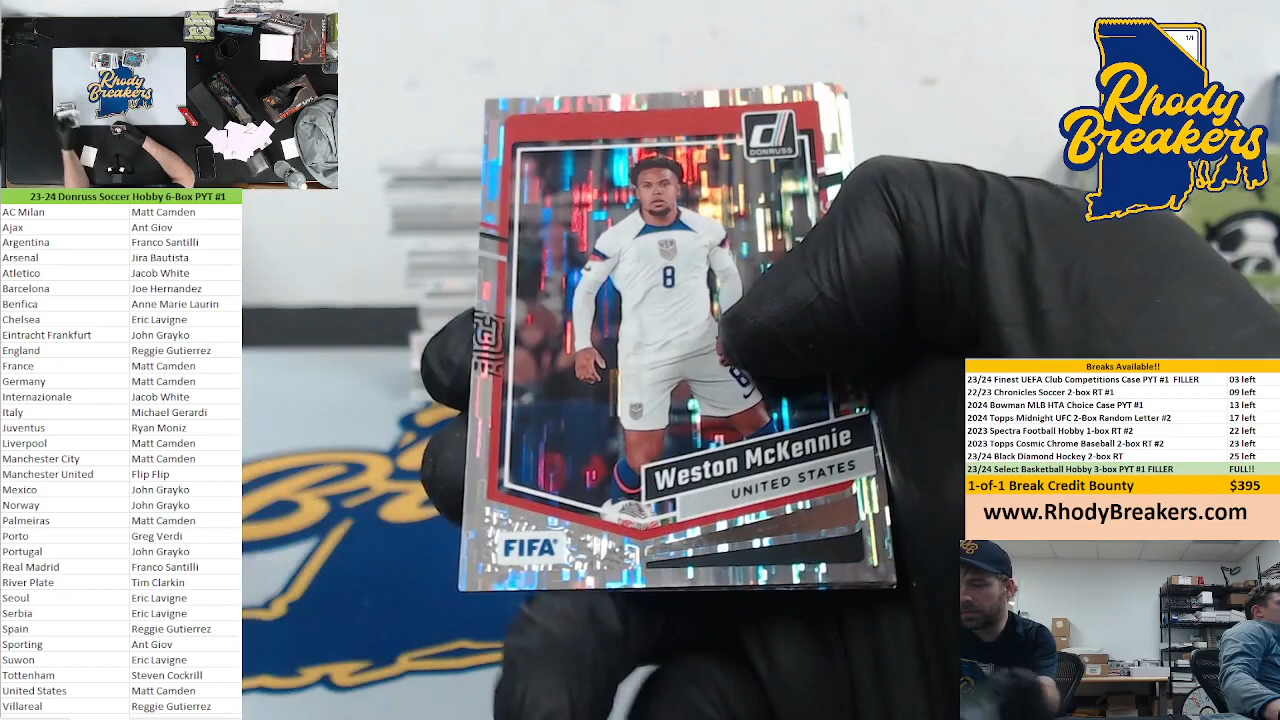 Rhody
Breakers
23-24 Donruss Soccer Hobby 6-Box PYT #1
AC Milan Matt Camden
Ajax Ant Giov
Argentina Franco Santilli
Arsenal Jira Bautista
Atletico Jacob White
Barcelona Joe Hernandez
Benfica Anne Marie Laurin
Chelsea Eric Lavigne
Eintracht Frankfurt John Grayko
England Reggie Gutierrez
France Matt Camden
Germany Matt Camden
Internazionale Jacob White
Italy Michael Gerardi
Juventus Ryan Moniz
Liverpool Matt Camden
Manchester City Matt Camden
Manchester United Flip Flip
Mexico John Grayko
Norway John Grayko
Palmeiras Matt Camden
Porto Greg Verdi
Portugal John Grayko
Real Madrid Franco Santilli
River Plate Tim Clarkin
Seoul Eric Lavigne
Serbia Eric Lavigne
Spain Reggie Gutierrez
Sporting Ant Giov
Suwon Eric Lavigne
Tottenham Steven Cockrill
United States Matt Camden
Villareal Reggie Gutierrez
DONRUSS
8
8
Weston McKennie
UNITED STATES
FIFA
1/1
Rhody
Breakers
Breaks Available!!
23/24 Finest UEFA Club Competitions Case PYT #1 FILLER 03 left
22/23 Chronicles Soccer 2-box RT #1 09 left
2024 Bowman MLB HTA Choice Case PYT #1 13 left
2024 Topps Midnight UFC 2-Box Random Letter #2 17 left
2023 Spectra Football Hobby 1-box RT #2 22 left
2023 Topps Cosmic Chrome Baseball 2-box RT #2 23 left
23/24 Black Diamond Hockey 2-box RT 25 left
23/24 Select Basketball Hobby 3-box PYT #1 FILLER FULL!!
1-of-1 Break Credit Bounty $395
www.RhodyBreakers.com